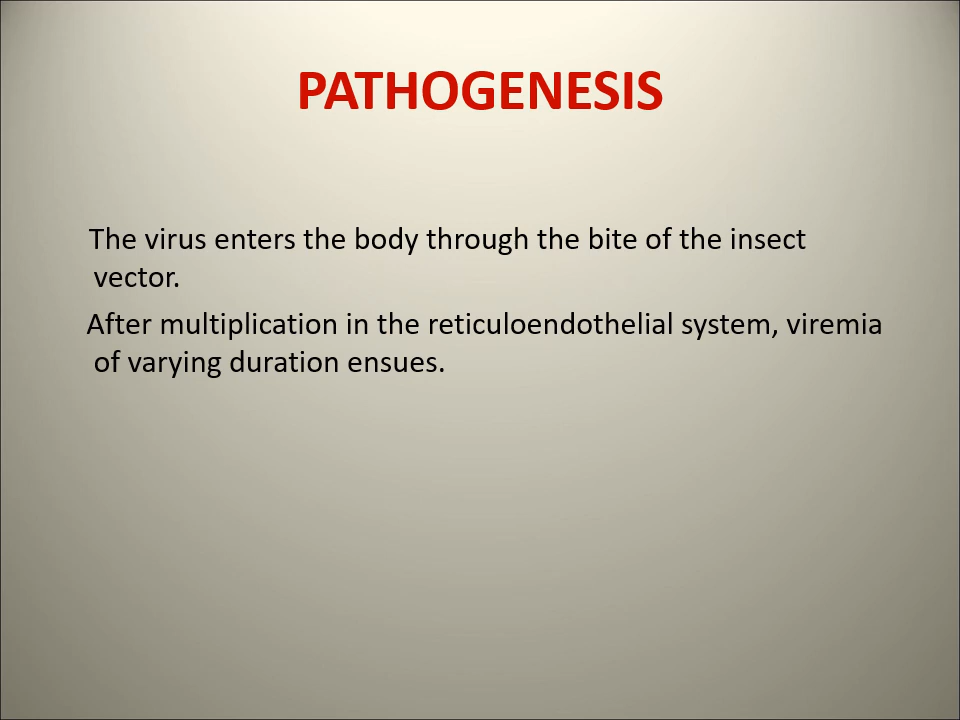 PATHOGENESIS
The virus enters the body through the bite of the insect
vector.
After multiplication in the reticuloendothelial system, viremia
of varying duration ensues.